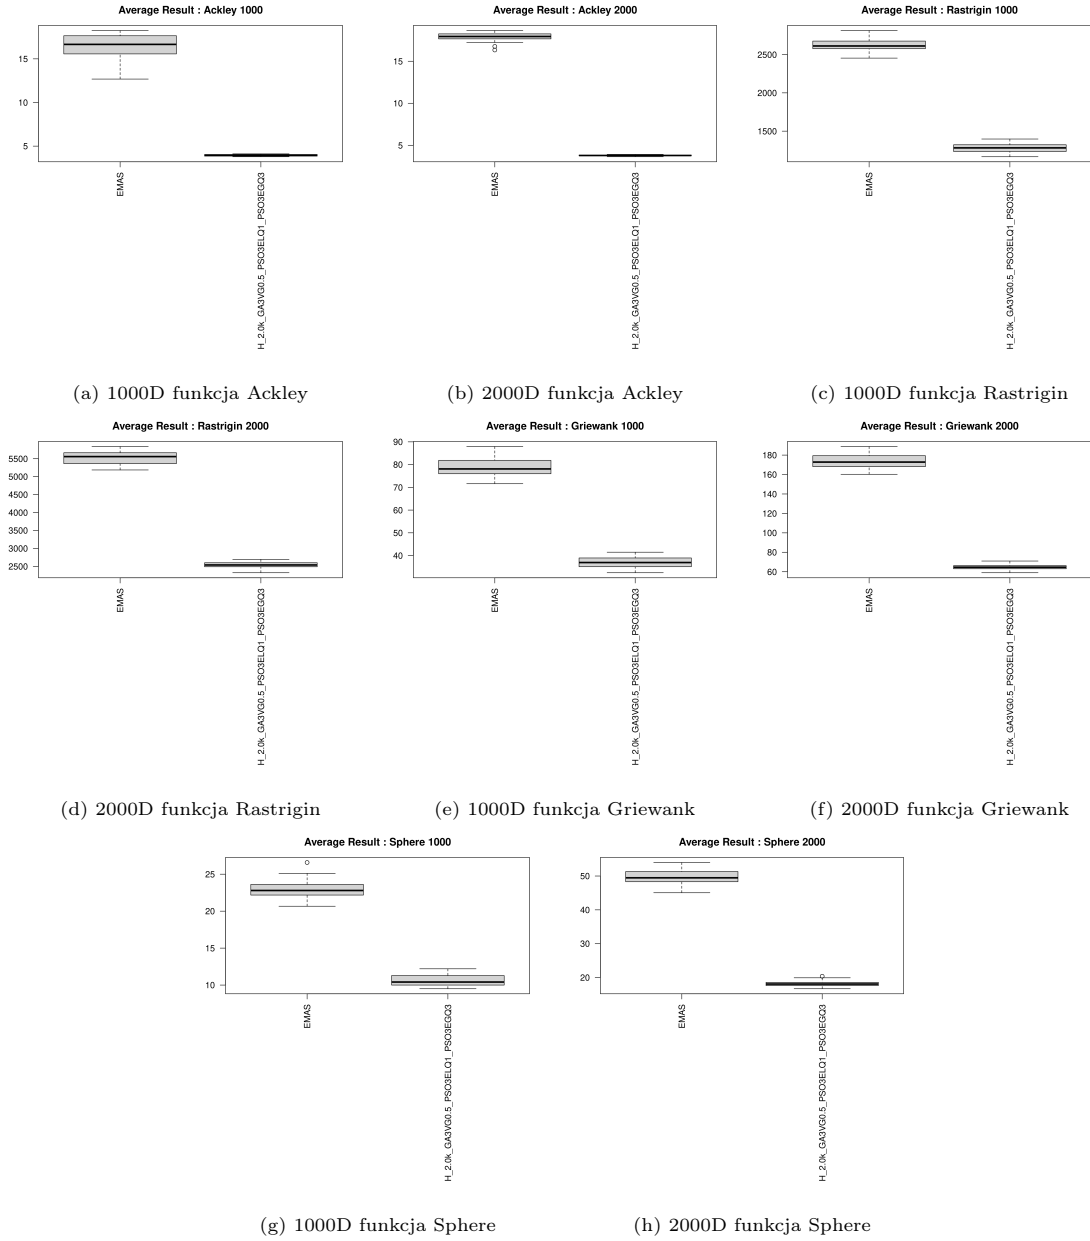 Average Result : Ackley 1000
15
10
5
EMAS
H_2.0k_GA3VG0.5_PSO3ELQ1_PSO3EGQ3
(a) 1000D funkcja Ackley
Average Result : Ackley 2000
15
10
5
EMAS
H_2.0k_GA3VG0.5_PSO3ELQ1_PSO3EGQ3
(b) 2000D funkcja Ackley
Average Result : Rastrigin 1000
2500
2000
1500
EMAS
H_2.0k_GA3VG0.5_PSO3ELQ1_PSO3EGQ3
(c) 1000D funkcja Rastrigin
Average Result : Rastrigin 2000
5500
5000
4500
4000
3500
3000
2500
EMAS
H_2.0k_GA3VG0.5_PSO3ELQ1_PSO3EGQ3
(d) 2000D funkcja Rastrigin
Average Result : Griewank 1000
90
80
70
60
40
EMAS
H_2.0k_GA3VG0.5_PSO3ELQ1_PSO3EGQ3
(e) 1000D funkcja Griewank
Average Result : Griewank 2000
180
160
140
120
100
80
60
EMAS
H_2.0k_GA3VG0.5_PSO3ELQ1_PSO3EGQ3
(f) 2000D funkcja Griewank
Average Result : Sphere 1000
25
20
15
10
EMAS
H_2.0k_GA3VG0.5_PSO3ELQ1_PSO3EGQ3
(g) 1000D funkcja Sphere
Average Result : Sphere 2000
50
40
30
20
EMAS
H_2.0k_GA3VG0.5_PSO3ELQ1_PSO3EGQ3
(h) 2000D funkcja Sphere